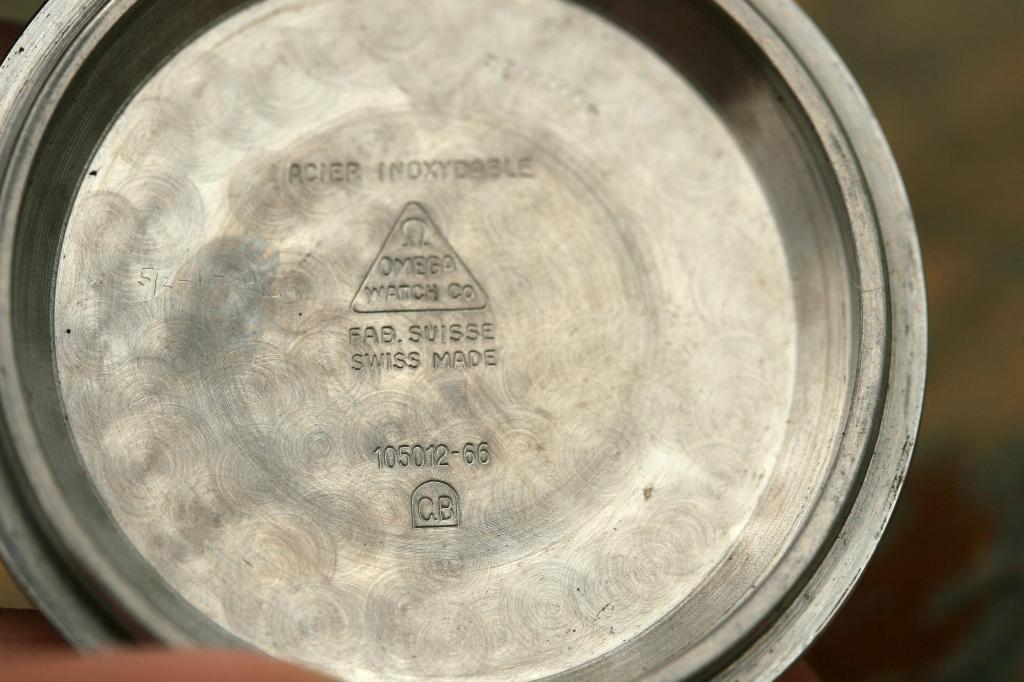 ACIER INOXYDABLE
Ω
OMEGA
WATCH Co
FAB. SUISSE
SWISS MADE
105012-66
C.B